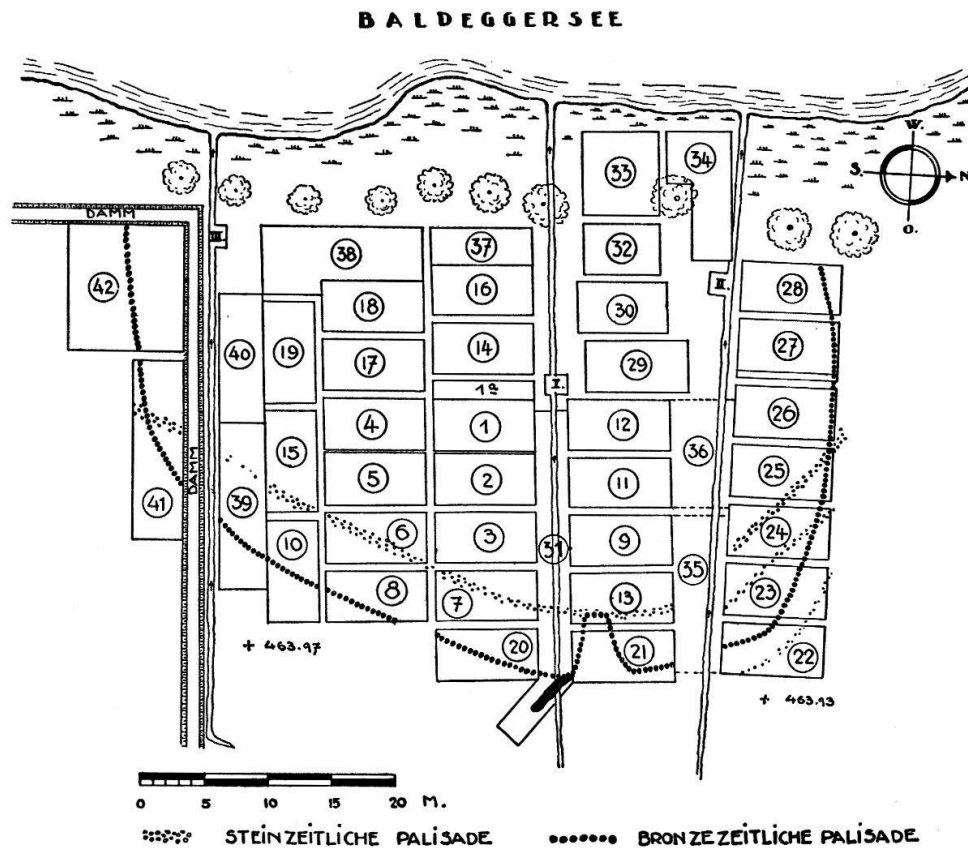 BALDEGGERSEE
W.
S. N.
O.
DAMM
III
33 34
42 38 37 32
II.
18 16 30 28
40 19 17 14 29 27
1a I.
4 1 12 26
15 36
5 2 11 25
41 DAMM 39
10 6 3 31 9 35 24
8 7 13 23
20 21 22
+ 463.97
+ 463.93
0 5 10 15 20 M.
STEINZEITLICHE PALISADE BRONZEZEITLICHE PALISADE